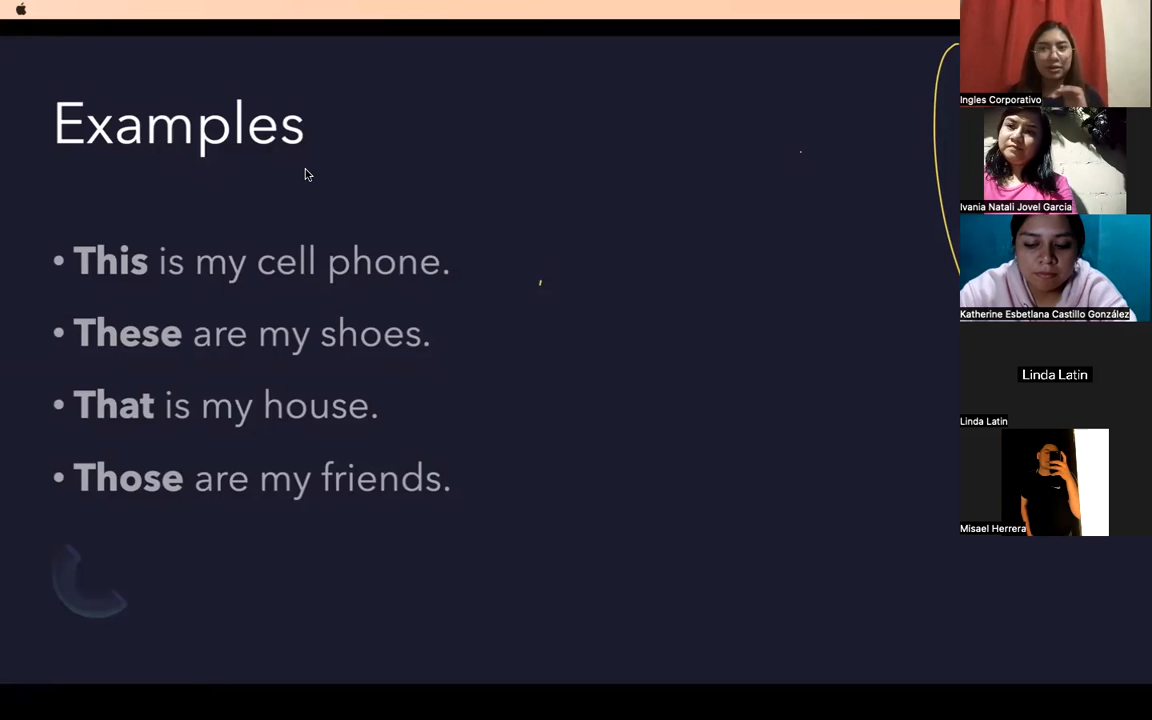 Examples
• This is my cell phone.
• These are my shoes.
• That is my house.
• Those are my friends.
Ingles Corporativo
Ivania Natali Jovel Garcia
Katherine Esbetlana Castillo González
Linda Latin
Linda Latin
Misael Herrera